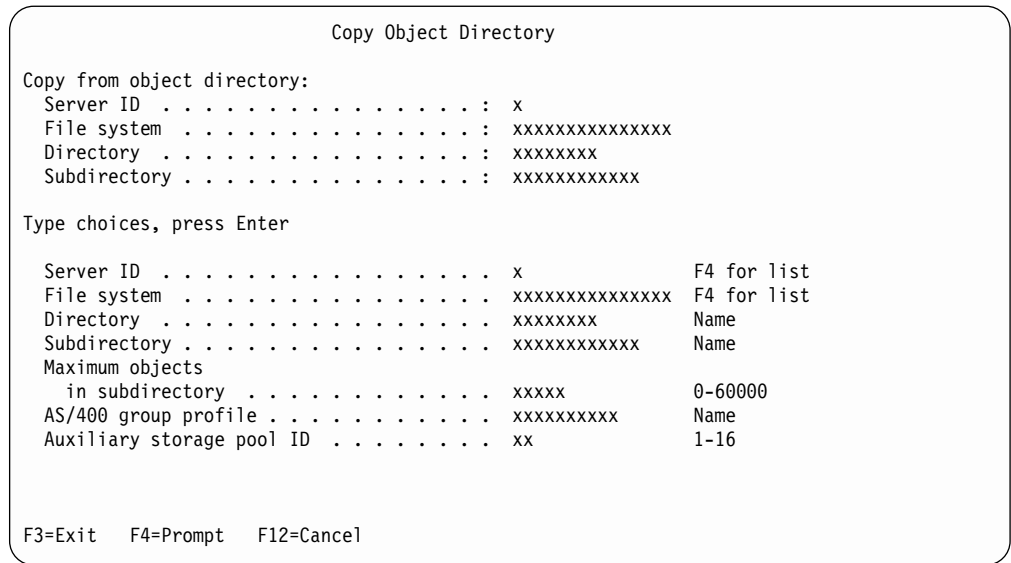 Copy Object Directory
Copy from object directory:
Server ID . . . . . . . . . . . . . . . : x
File system . . . . . . . . . . . . . . : xxxxxxxxxxxxxxx
Directory . . . . . . . . . . . . . . . : xxxxxxxx
Subdirectory . . . . . . . . . . . . . . : xxxxxxxxxxxx
Type choices, press Enter
Server ID . . . . . . . . . . . . . . . . x F4 for list
File system . . . . . . . . . . . . . . . xxxxxxxxxxxxxxx F4 for list
Directory . . . . . . . . . . . . . . . . xxxxxxxx Name
Subdirectory . . . . . . . . . . . . . . . xxxxxxxxxxxx Name
Maximum objects
in subdirectory . . . . . . . . . . . . xxxxx 0-60000
AS/400 group profile . . . . . . . . . . . xxxxxxxxxx Name
Auxiliary storage pool ID . . . . . . . . xx 1-16
F3=Exit F4=Prompt F12=Cancel